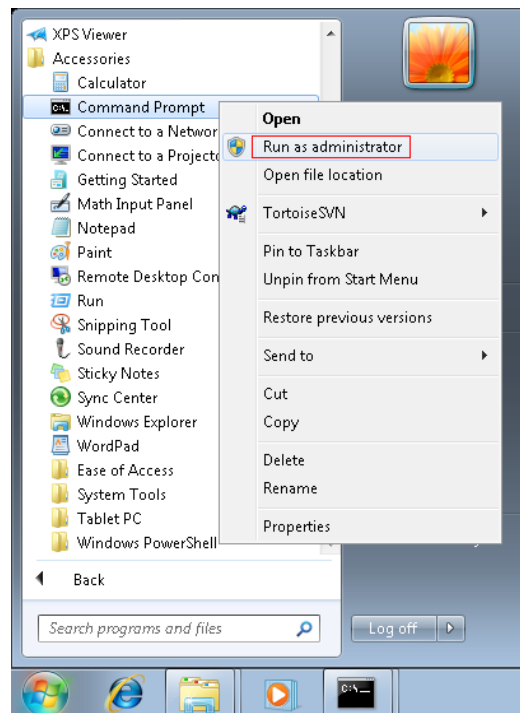 XPS Viewer
Accessories
Calculator
Command Prompt
Connect to a Networ
Connect to a Projecto
Getting Started
Math Input Panel
Notepad
Paint
Remote Desktop Con
Run
Snipping Tool
Sound Recorder
Sticky Notes
Sync Center
Windows Explorer
WordPad
Ease of Access
System Tools
Tablet PC
Windows PowerShell
Back
Search programs and files
Open
Run as administrator
Open file location
TortoiseSVN
Pin to Taskbar
Unpin from Start Menu
Restore previous versions
Send to
Cut
Copy
Delete
Rename
Properties
Log off
C:\_